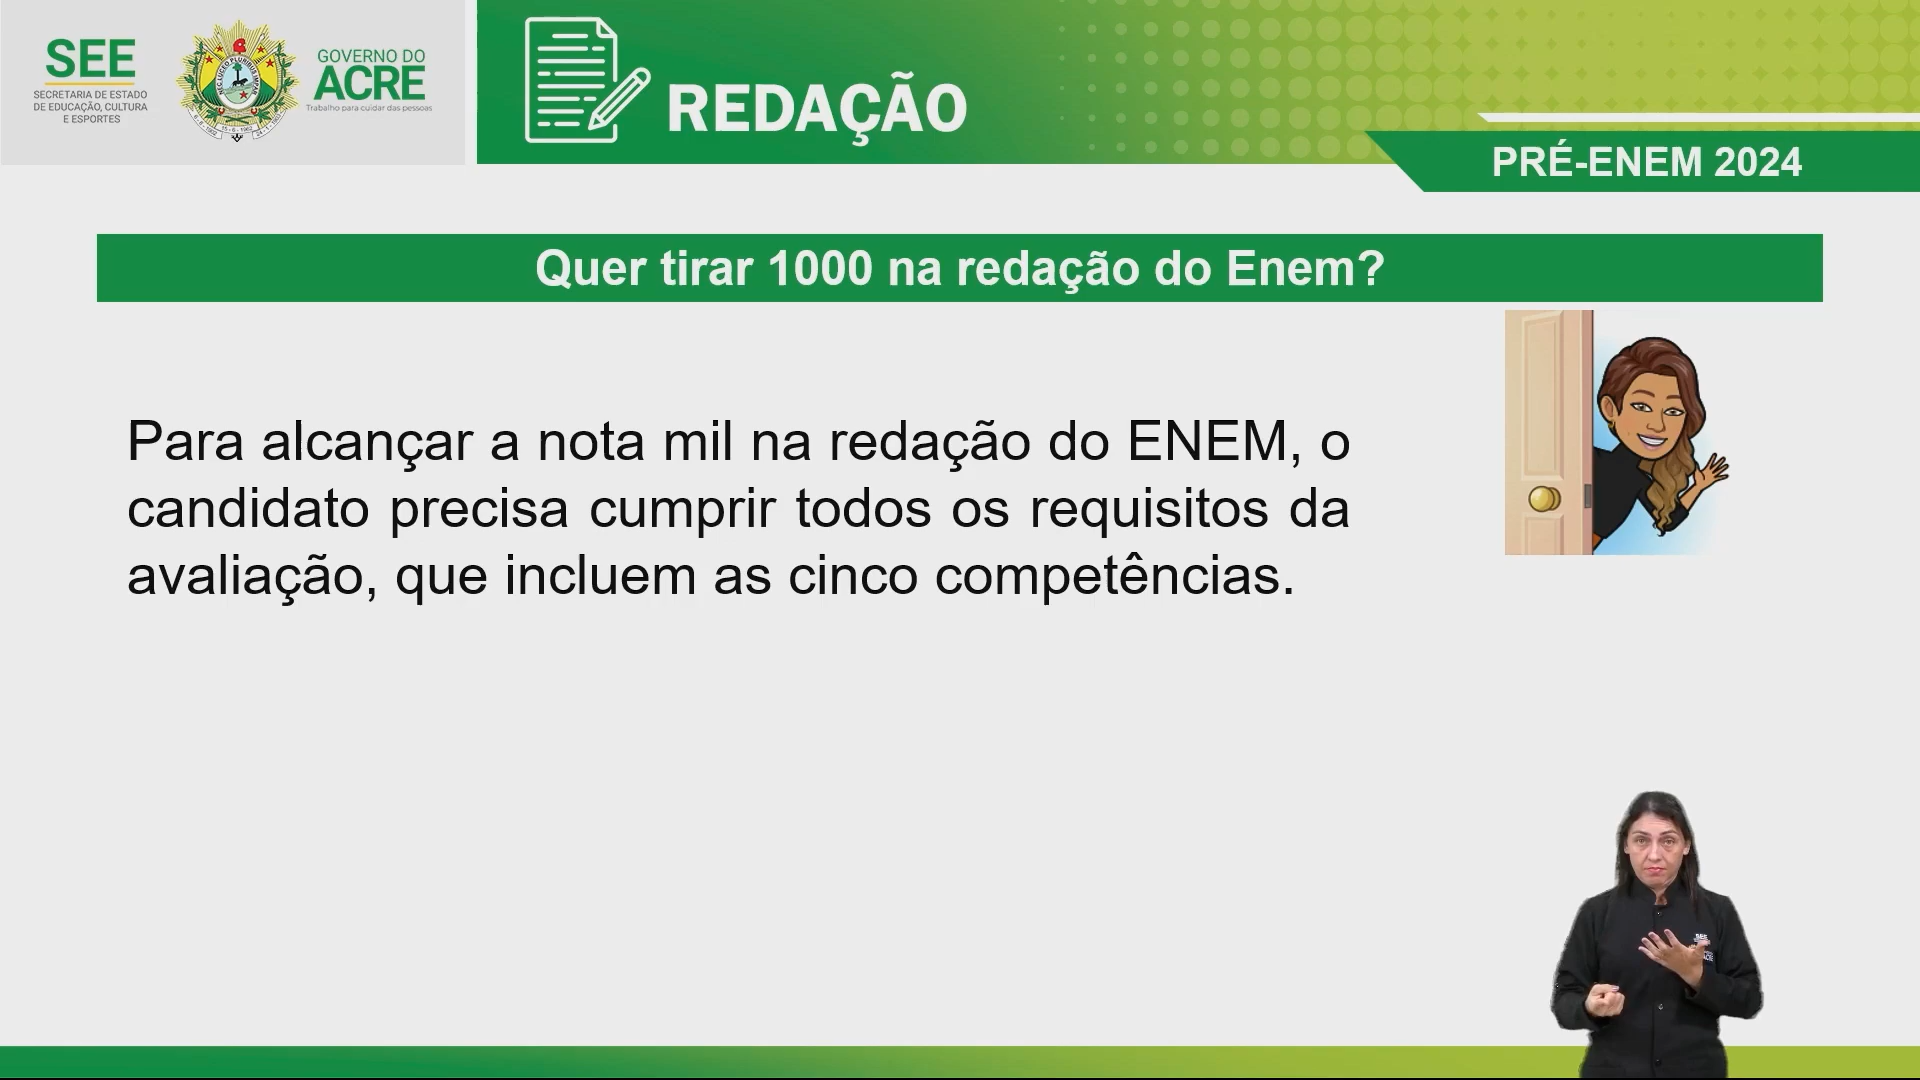 SEE
SECRETARIA DE ESTADO
DE EDUCAÇÃO, CULTURA
E ESPORTES
GOVERNO DO
ACRE
Trabalho para cuidar das pessoas
REDAÇÃO
PRÉ-ENEM 2024
Quer tirar 1000 na redação do Enem?
Para alcançar a nota mil na redação do ENEM, o
candidato precisa cumprir todos os requisitos da
avaliação, que incluem as cinco competências.